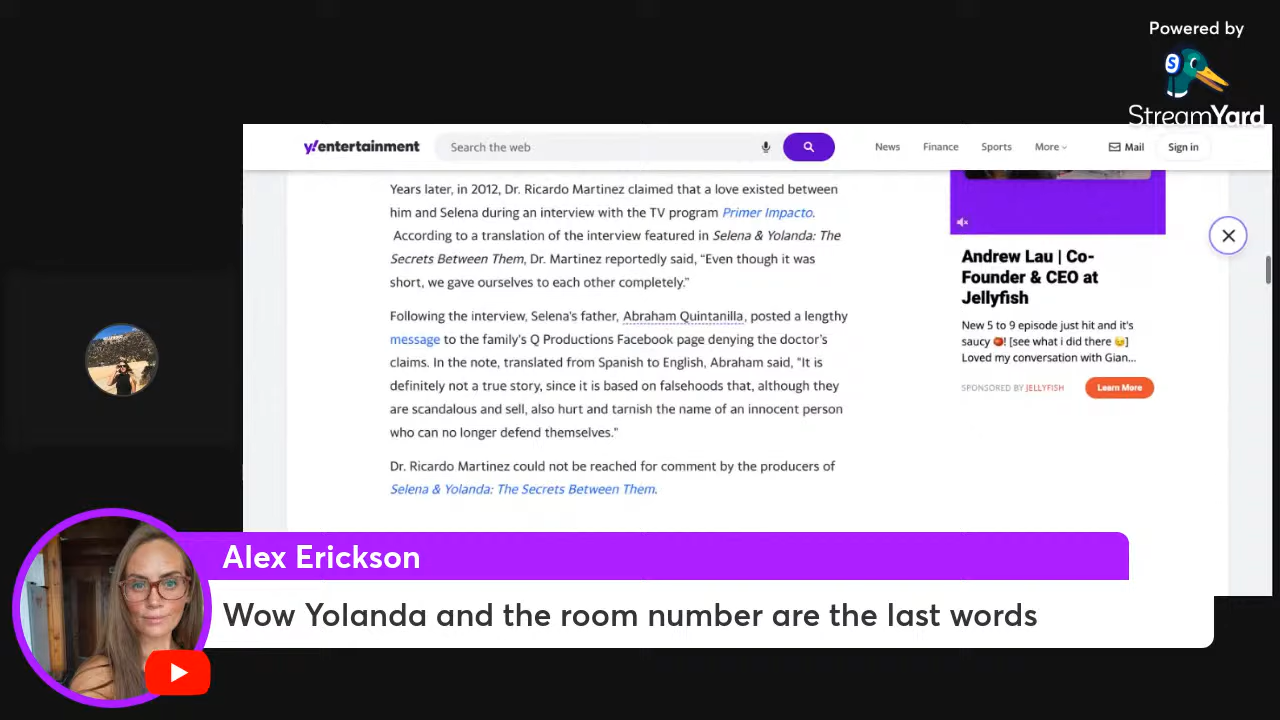 Powered by
S
StreamYard
y!entertainment
Search the web
News
Finance
Sports
More
Mail
Sign in
Years later, in 2012, Dr. Ricardo Martinez claimed that a love existed between
him and Selena during an interview with the TV program Primer Impacto.
According to a translation of the interview featured in Selena & Yolanda: The
Secrets Between Them, Dr. Martinez reportedly said, “Even though it was
short, we gave ourselves to each other completely.”
Following the interview, Selena’s father, Abraham Quintanilla, posted a lengthy
message to the family’s Q Productions Facebook page denying the doctor’s
claims. In the note, translated from Spanish to English, Abraham said, “It is
definitely not a true story, since it is based on falsehoods that, although they
are scandalous and sell, also hurt and tarnish the name of an innocent person
who can no longer defend themselves.”
Dr. Ricardo Martinez could not be reached for comment by the producers of
Selena & Yolanda: The Secrets Between Them.
Andrew Lau | Co-
Founder & CEO at
Jellyfish
New 5 to 9 episode just hit and it's
saucy 🍅! [see what i did there 😉]
Loved my conversation with Gian...
SPONSORED BY JELLYFISH
Learn More
Alex Erickson
Wow Yolanda and the room number are the last words